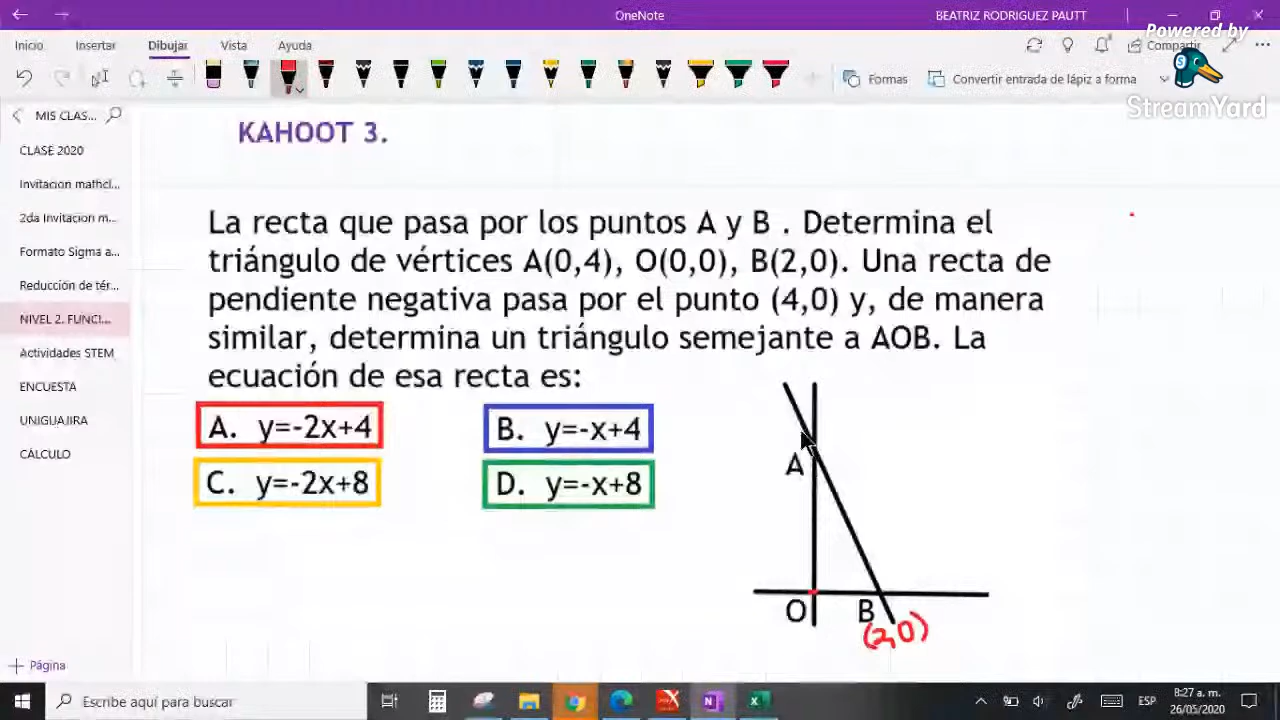 OneNote
BEATRIZ RODRIGUEZ PAUTT
Powered by
StreamYard
Inicio
Insertar
Dibujar
Vista
Ayuda
Compartir
Formas
Convertir entrada de lápiz a forma
MIS CLAS...
CLASE 2020
Invitacion mathcl...
2da Invitacion m...
Formato Sigma a...
Reducción de tér...
NIVEL 2. FUNC!...
Actividades STEM
ENCUESTA
UNIGUAJIRA
CÁLCULO
Página
KAHOOT 3.
La recta que pasa por los puntos A y B . Determina el
triángulo de vértices A(0,4), O(0,0), B(2,0). Una recta de
pendiente negativa pasa por el punto (4,0) y, de manera
similar, determina un triángulo semejante a AOB. La
ecuación de esa recta es:
A. y=-2x+4
B. y=-x+4
C. y=-2x+8
D. y=-x+8
A
O
B
(2,0)
Escribe aquí para buscar
ESP
8:27 a. m.
26/05/2020